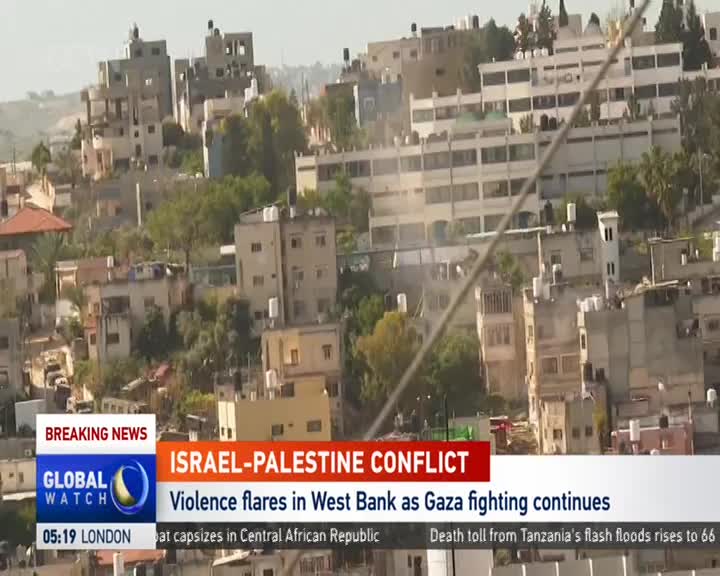 BREAKING NEWS
ISRAEL-PALESTINE CONFLICT
GLOBAL
WATCH
Violence flares in West Bank as Gaza fighting continues
05:19 LONDON
at capsizes in Central African Republic Death toll from Tanzania's flash floods rises to 66